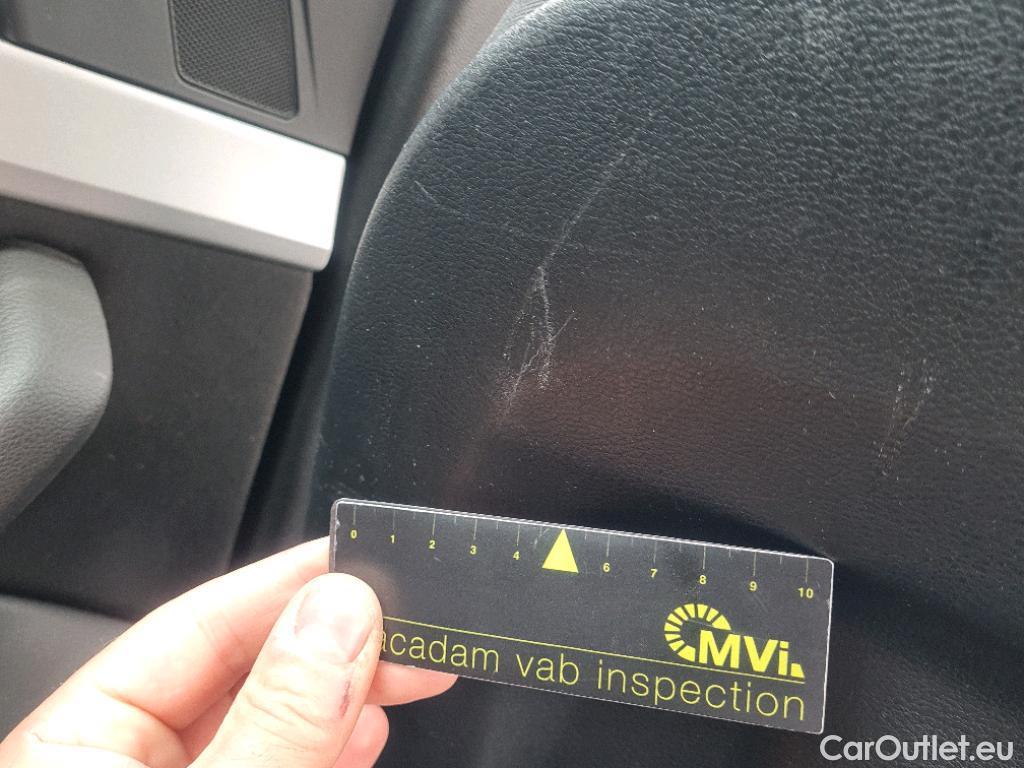 0 1 2 3 4 6 7 8 9 10
MVi.
acadam vab inspection
CarOutlet.eu